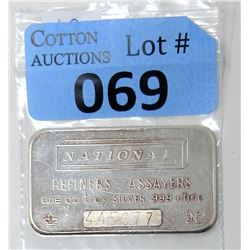 COTTON
AUCTIONS
Lot #
069
NATIONAL
REFINERS - ASSAYERS
one oz troy SILVER .999 + fine